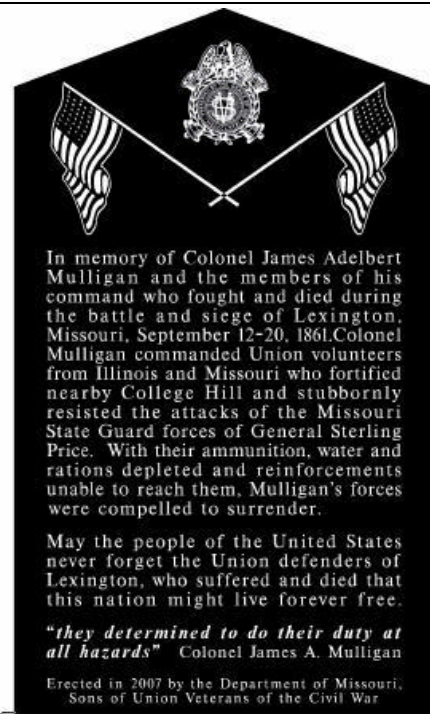 In memory of Colonel James Adelbert
Mulligan and the members of his
command who fought and died during
the battle and siege of Lexington,
Missouri, September 12-20, 1861.Colonel
Mulligan commanded Union volunteers
from Illinois and Missouri who fortified
nearby College Hill and stubbornly
resisted the attacks of the Missouri
State Guard forces of General Sterling
Price. With their ammunition, water and
rations depleted and reinforcements
unable to reach them, Mulligan's forces
were compelled to surrender.
May the people of the United States
never forget the Union defenders of
Lexington, who suffered and died that
this nation might live forever free.
"they determined to do their duty at
all hazards" Colonel James A. Mulligan
Erected in 2007 by the Department of Missouri,
Sons of Union Veterans of the Civil War